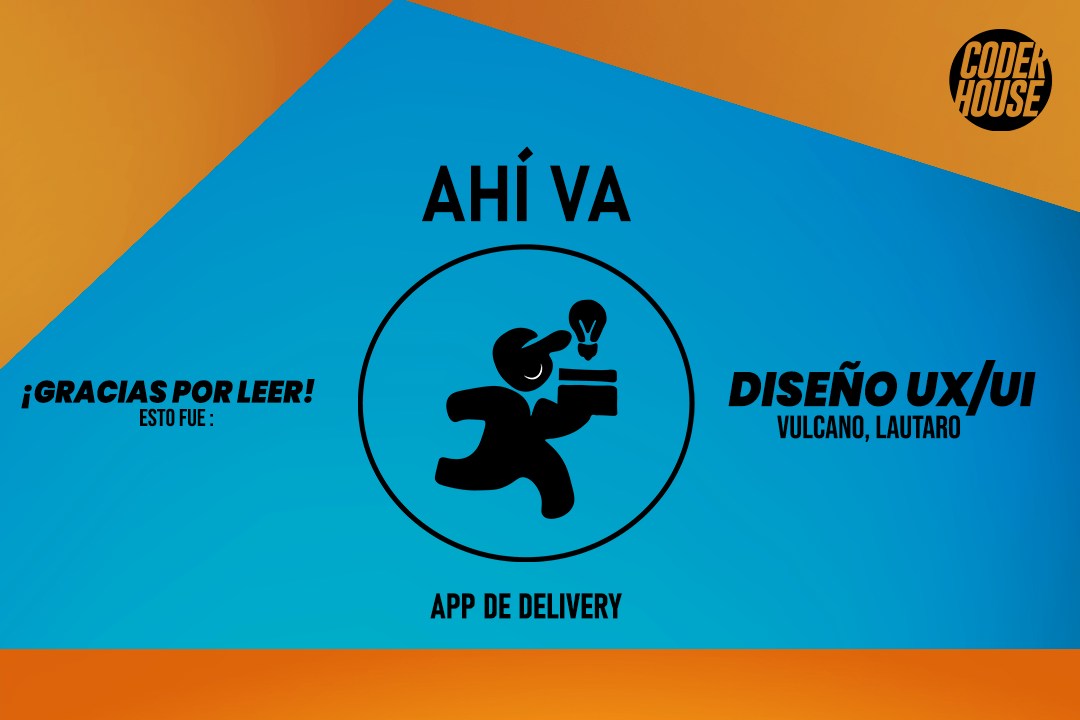 CODER
HOUSE
AHÍ VA
¡GRACIAS POR LEER!
ESTO FUE :
DISEÑO UX/UI
VULCANO, LAUTARO
APP DE DELIVERY